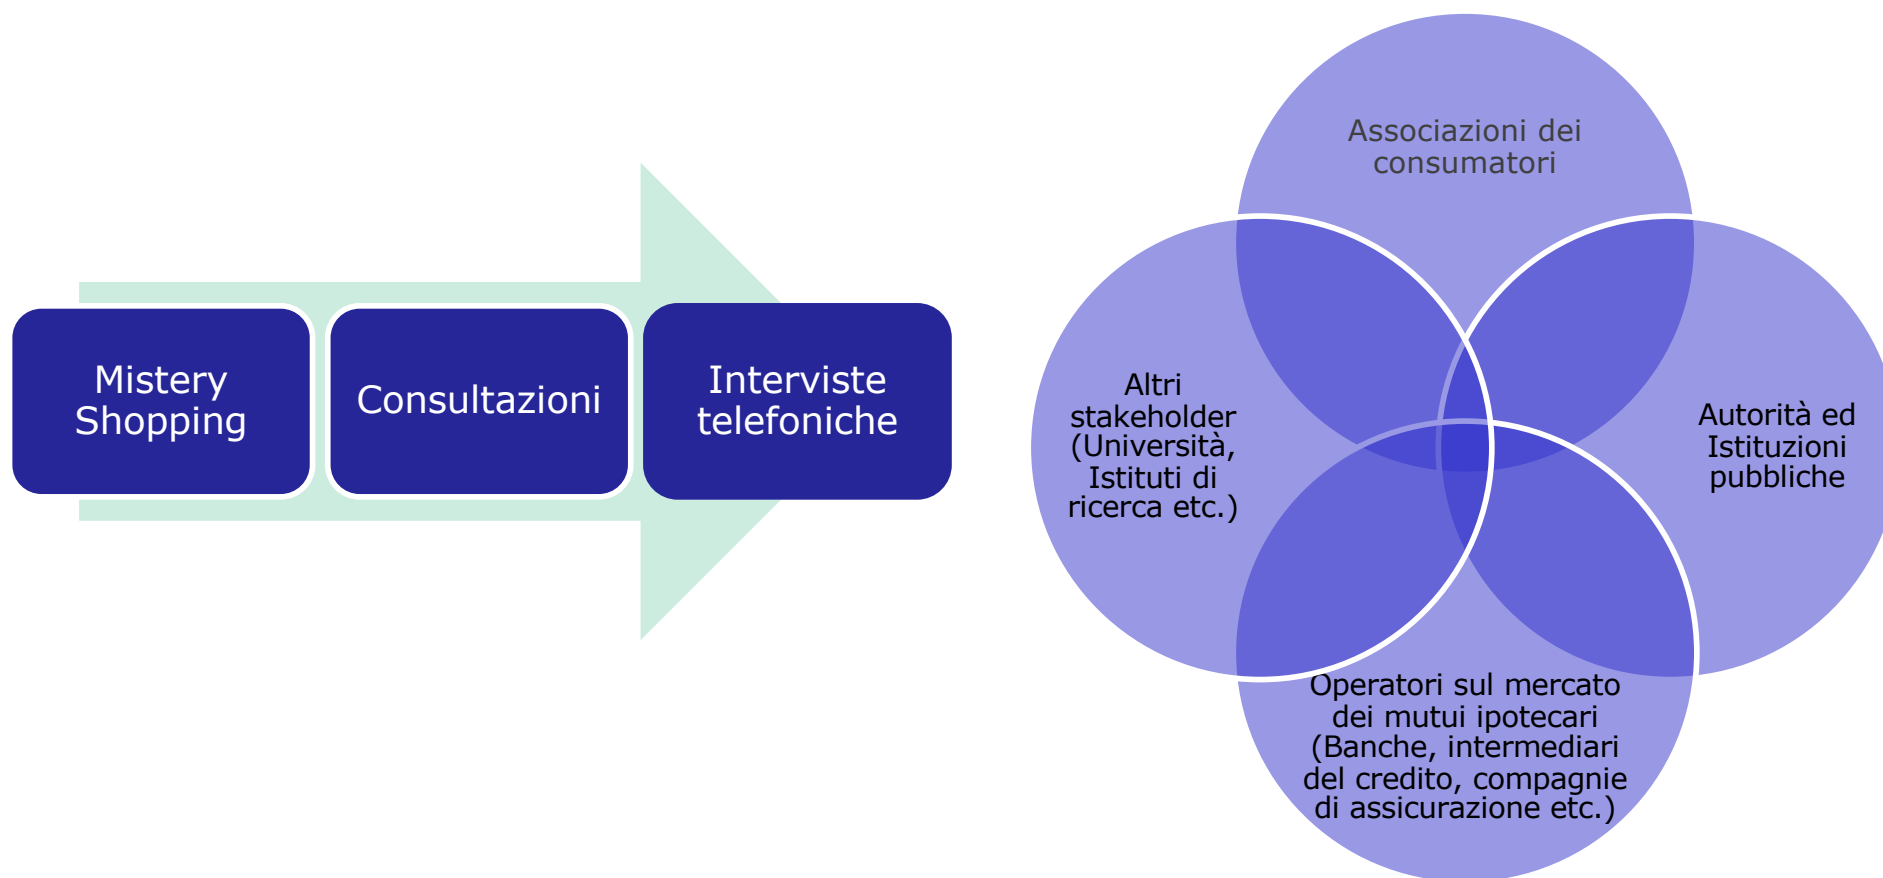 Mistery
Shopping
Consultazioni
Interviste
telefoniche
Associazioni dei
consumatori
Altri
stakeholder
(Università,
Istituti di
ricerca etc.)
Autorità ed
Istituzioni
pubbliche
Operatori sul mercato
dei mutui ipotecari
(Banche, intermediari
del credito, compagnie
di assicurazione etc.)